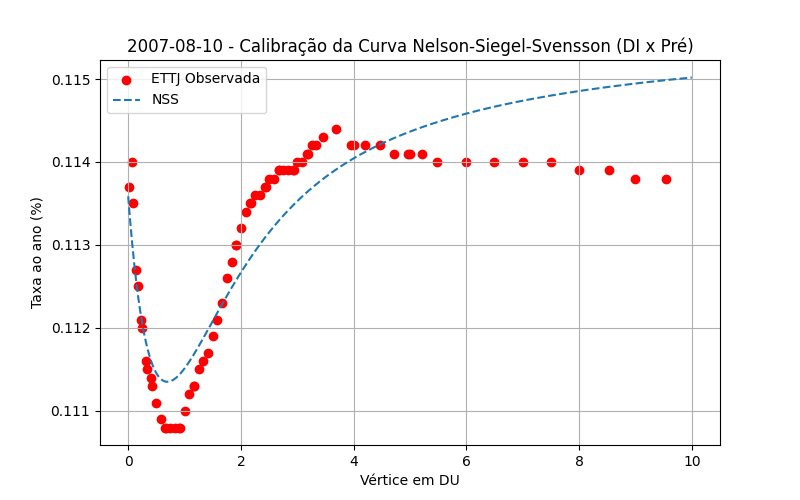 2007-08-10 - Calibração da Curva Nelson-Siegel-Svensson (DI x Pré)
ETTJ Observada
NSS
Taxa ao ano (%)
0.115
0.114
0.113
0.112
0.111
0
2
4
6
8
10
Vértice em DU